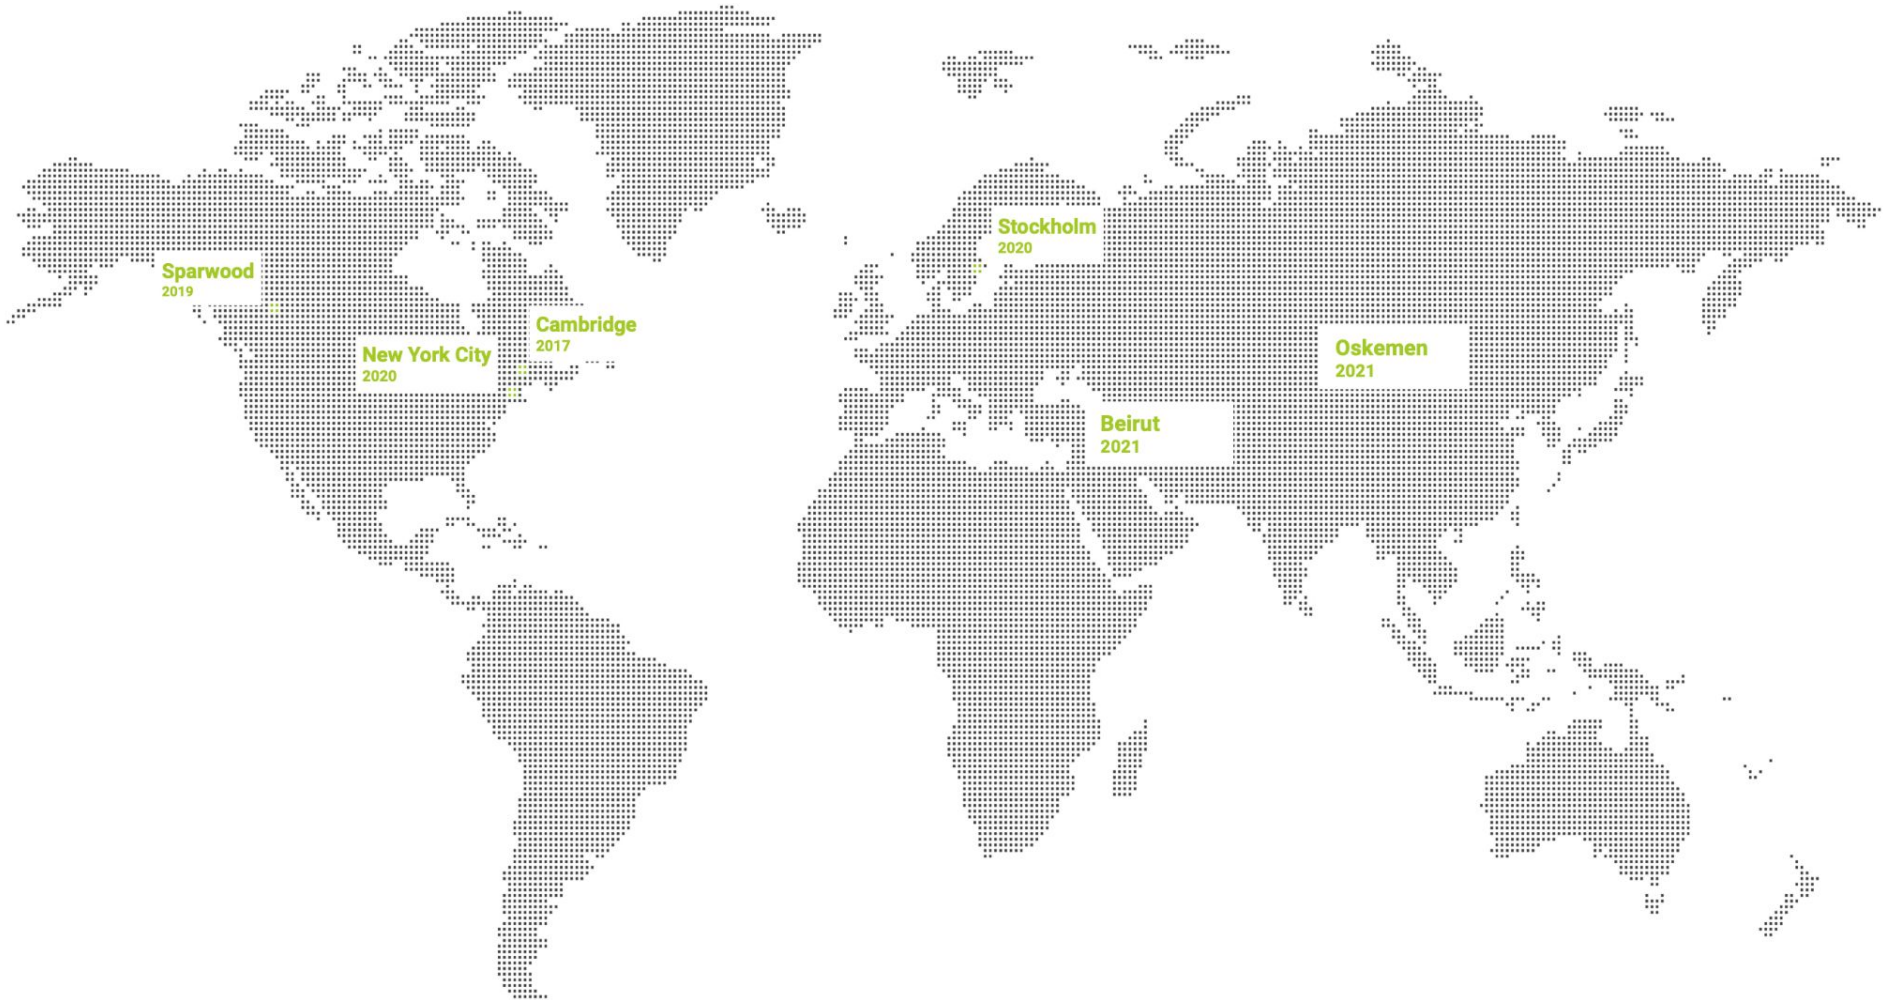 Stockholm
2020
Sparwood
2019
Cambridge
2017
New York City
2020
Oskemen
2021
Beirut
2021